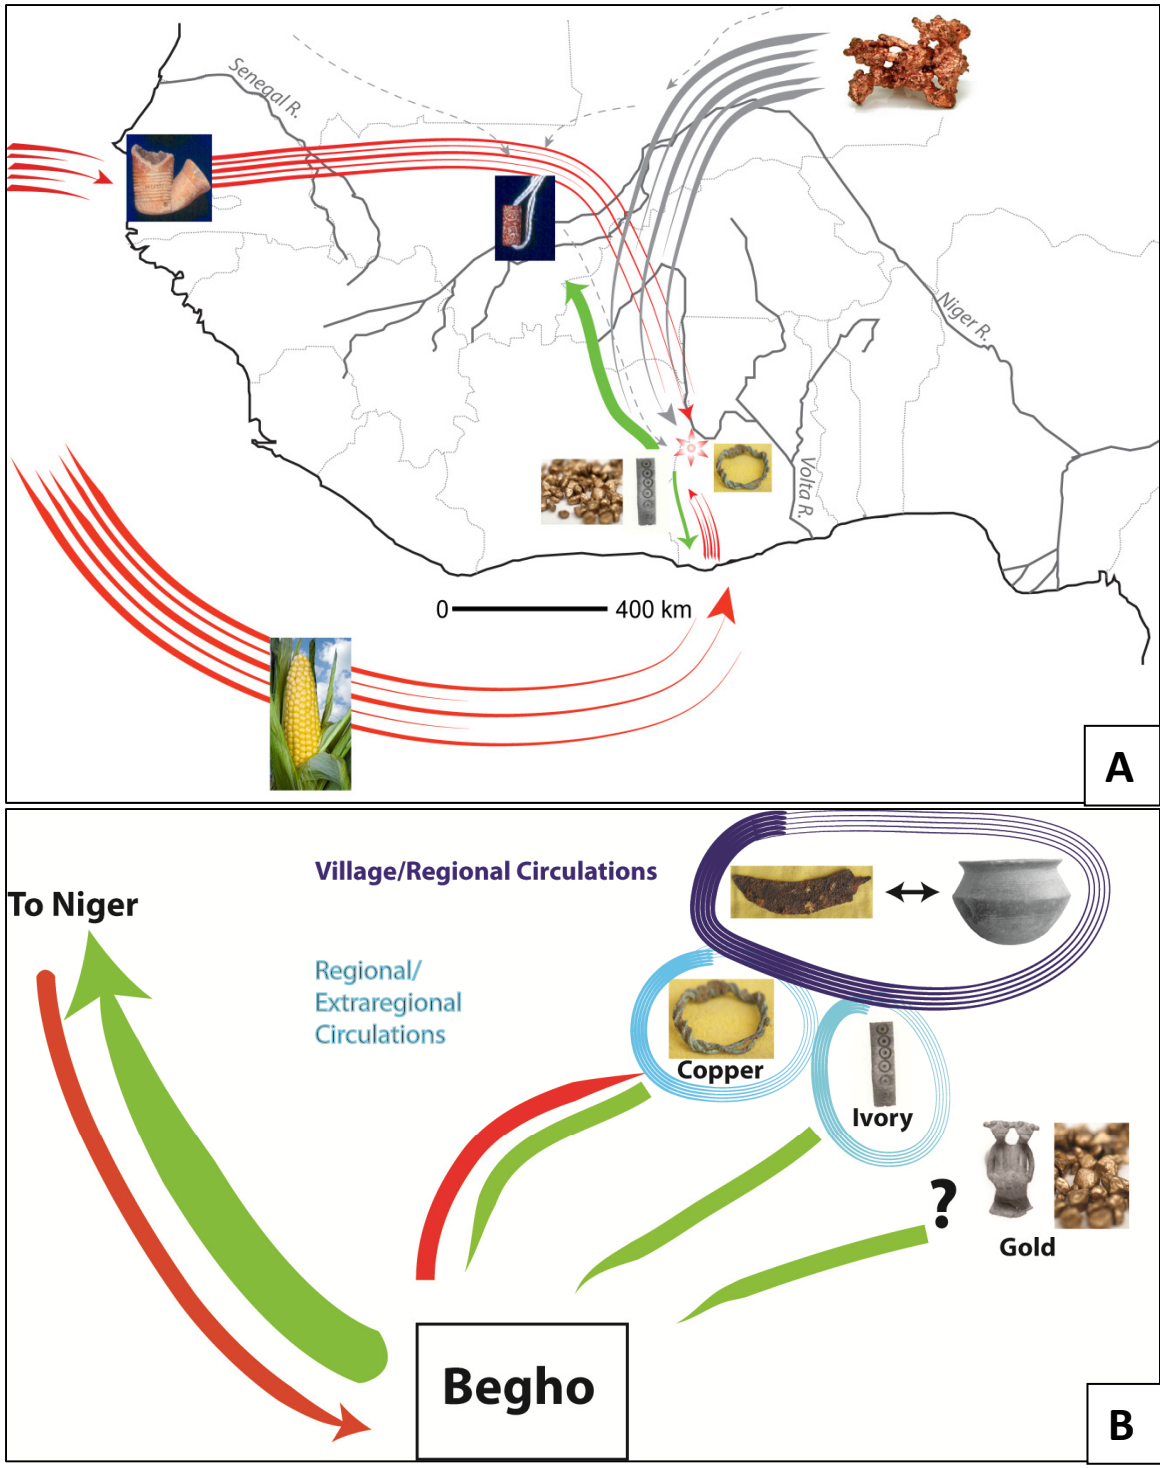 Senegal R.
Niger R.
Volta R.
0 400 km
A
Village/Regional Circulations
To Niger
Regional/
Extraregional
Circulations
Copper
Ivory
?
Gold
Begho
B